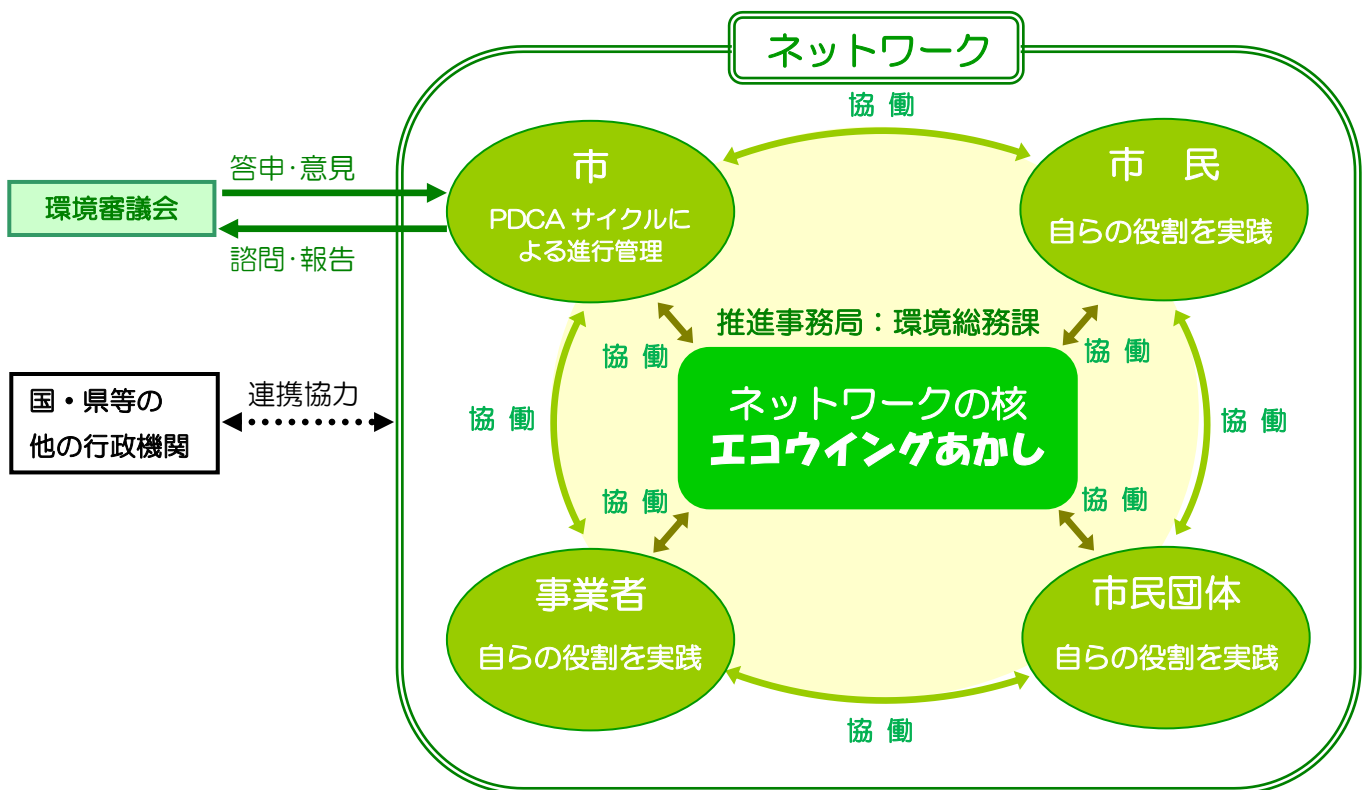 ネットワーク
協 働
市
PDCA サイクルに
よる進行管理
市 民
自らの役割を実践
答申・意見
環境審議会
諮問・報告
推進事務局：環境総務課
協 働
協 働
ネットワークの核
エコウイングあかし
国・県等の
他の行政機関
連携協力
協 働
協 働
協 働
協 働
事業者
自らの役割を実践
市民団体
自らの役割を実践
協 働